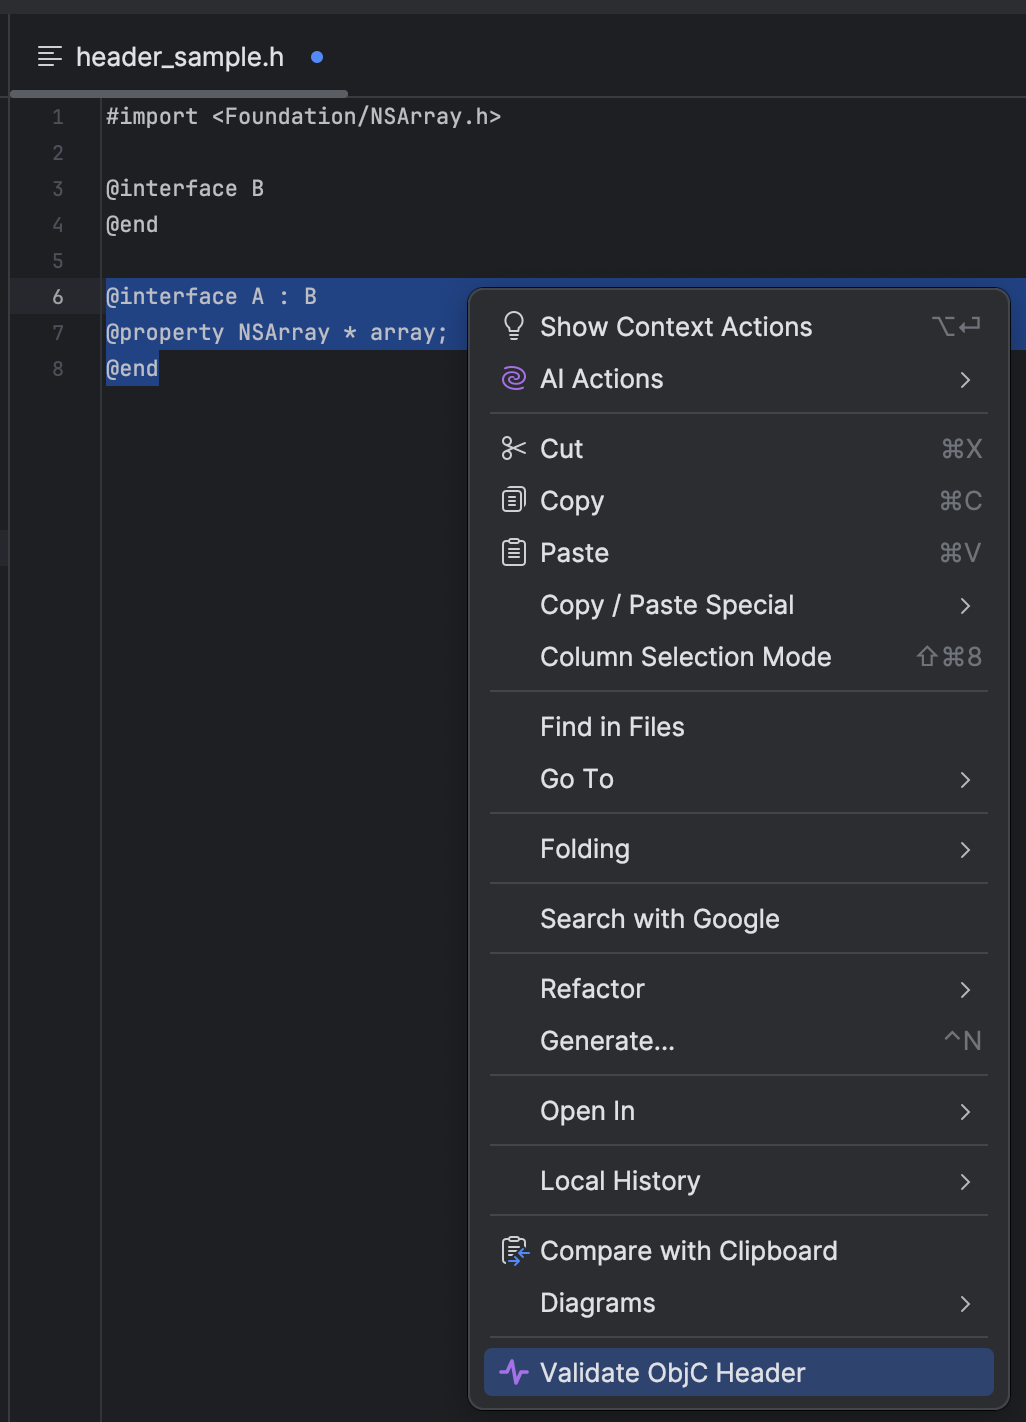 header_sample.h
1 #import <Foundation/NSArray.h>
2
3 @interface B
4 @end
5
6 @interface A : B
7 @property NSArray * array;
8 @end
Show Context Actions ⌥⏎
AI Actions
Cut ⌘X
Copy ⌘C
Paste ⌘V
Copy / Paste Special
Column Selection Mode ⇧⌘8
Find in Files
Go To
Folding
Search with Google
Refactor
Generate... ^N
Open In
Local History
Compare with Clipboard
Diagrams
Validate ObjC Header